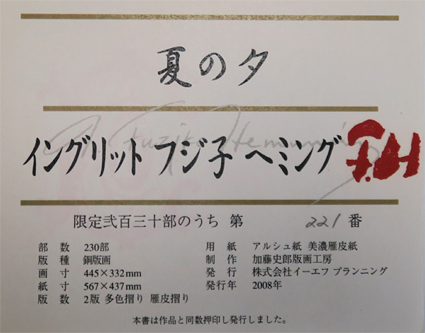 夏の夕
イングリット フジ子 ヘミング
限定弐百三十部のうち 第 221 番
部 数 230部
版 種 銅版画
画 寸 445×332mm
紙 寸 567×437mm
版 数 2版 多色摺り 雁皮摺り
用 紙 アルシュ紙 美濃雁皮紙
制 作 加藤史郎版画工房
発 行 株式会社イーエフ プランニング
発行年 2008年
本書は作品と同数押印し発行しました。